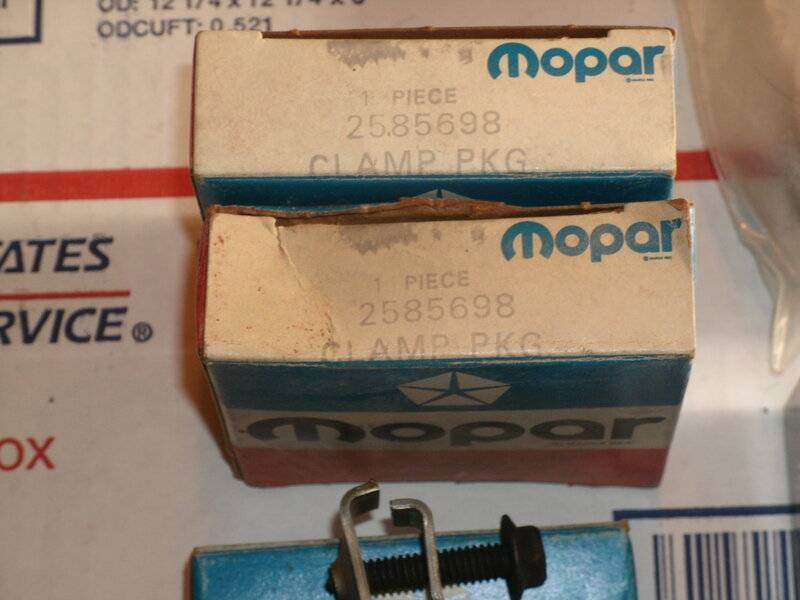 OD: 12 1/4 x 12 1/4 x 6
ODCUFT: 0.521
mopar
1 PIECE
2585698
CLAMP PKG
TATES
RVICE®
OX
mopar
1 PIECE
2585698
CLAMP PKG
mopar